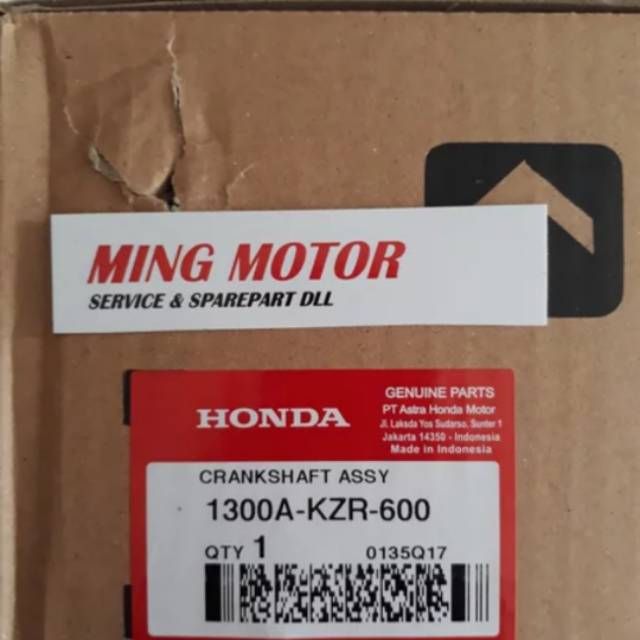 MING MOTOR
SERVICE & SPAREPART DLL
HONDA
GENUINE PARTS
PT Astra Honda Motor
Jl. Laksda Yos Sudarso, Sunter 1
Jakarta 14350 - Indonesia
Made in Indonesia
CRANKSHAFT ASSY
1300A-KZR-600
QTY 1
0135Q17